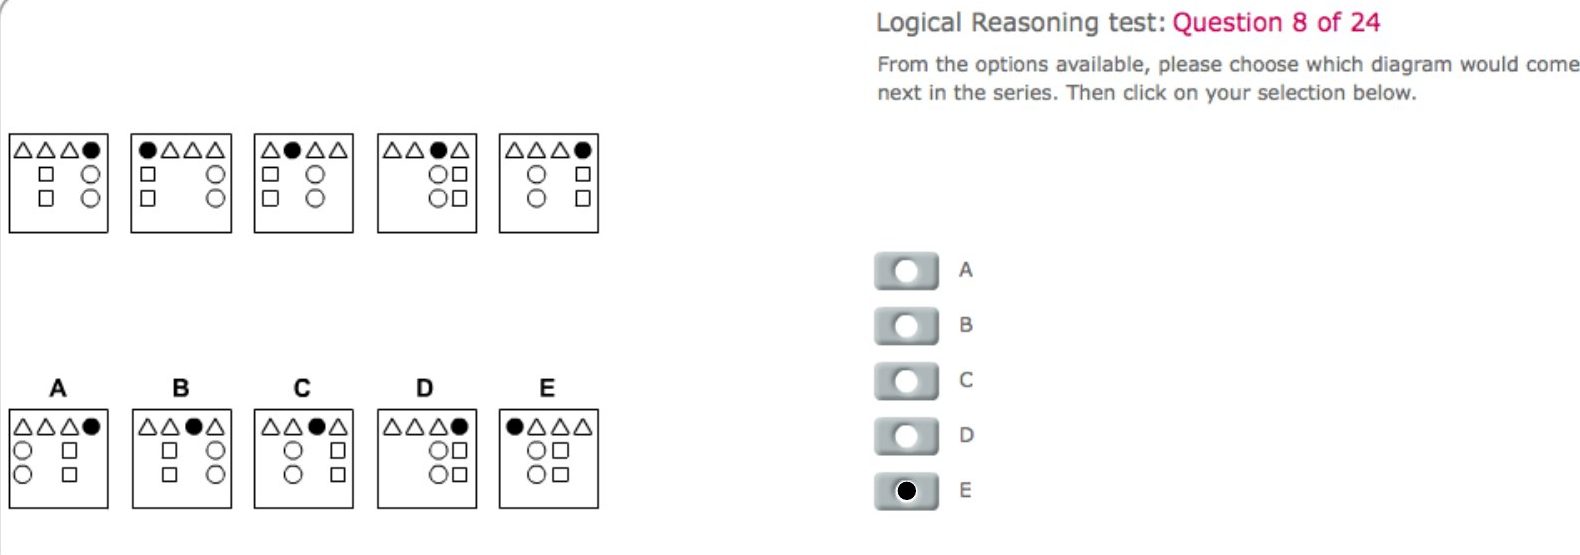 Logical Reasoning test: Question 8 of 24
From the options available, please choose which diagram would come
next in the series. Then click on your selection below.
A
B
C
D
E
A B C D E